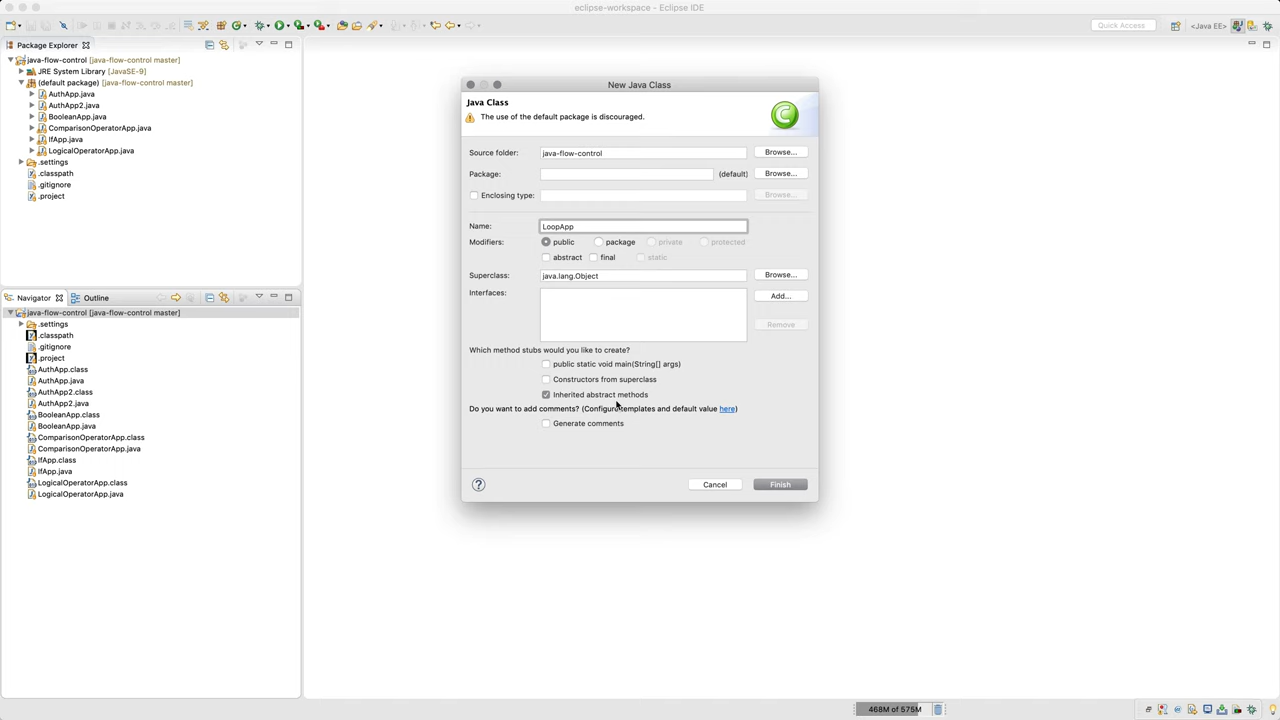 eclipse-workspace - Eclipse IDE
Quick Access
<Java EE>
Package Explorer
java-flow-control [java-flow-control master]
JRE System Library [JavaSE-9]
(default package) [java-flow-control master]
AuthApp.java
AuthApp2.java
BooleanApp.java
ComparisonOperatorApp.java
IfApp.java
LogicalOperatorApp.java
.settings
.classpath
.gitignore
.project
Navigator Outline
java-flow-control [java-flow-control master]
.settings
.classpath
.gitignore
.project
AuthApp.class
AuthApp.java
AuthApp2.class
AuthApp2.java
BooleanApp.class
BooleanApp.java
ComparisonOperatorApp.class
ComparisonOperatorApp.java
IfApp.class
IfApp.java
LogicalOperatorApp.class
LogicalOperatorApp.java
New Java Class
Java Class
The use of the default package is discouraged.
C
Source folder: java-flow-control Browse...
Package: (default) Browse...
Enclosing type: Browse...
Name: LoopApp
Modifiers: public package private protected
abstract final static
Superclass: java.lang.Object Browse...
Interfaces: Add...
Remove
Which method stubs would you like to create?
public static void main(String[] args)
Constructors from superclass
Inherited abstract methods
Do you want to add comments? (Configure templates and default value here)
Generate comments
? Cancel Finish
468M of 575M